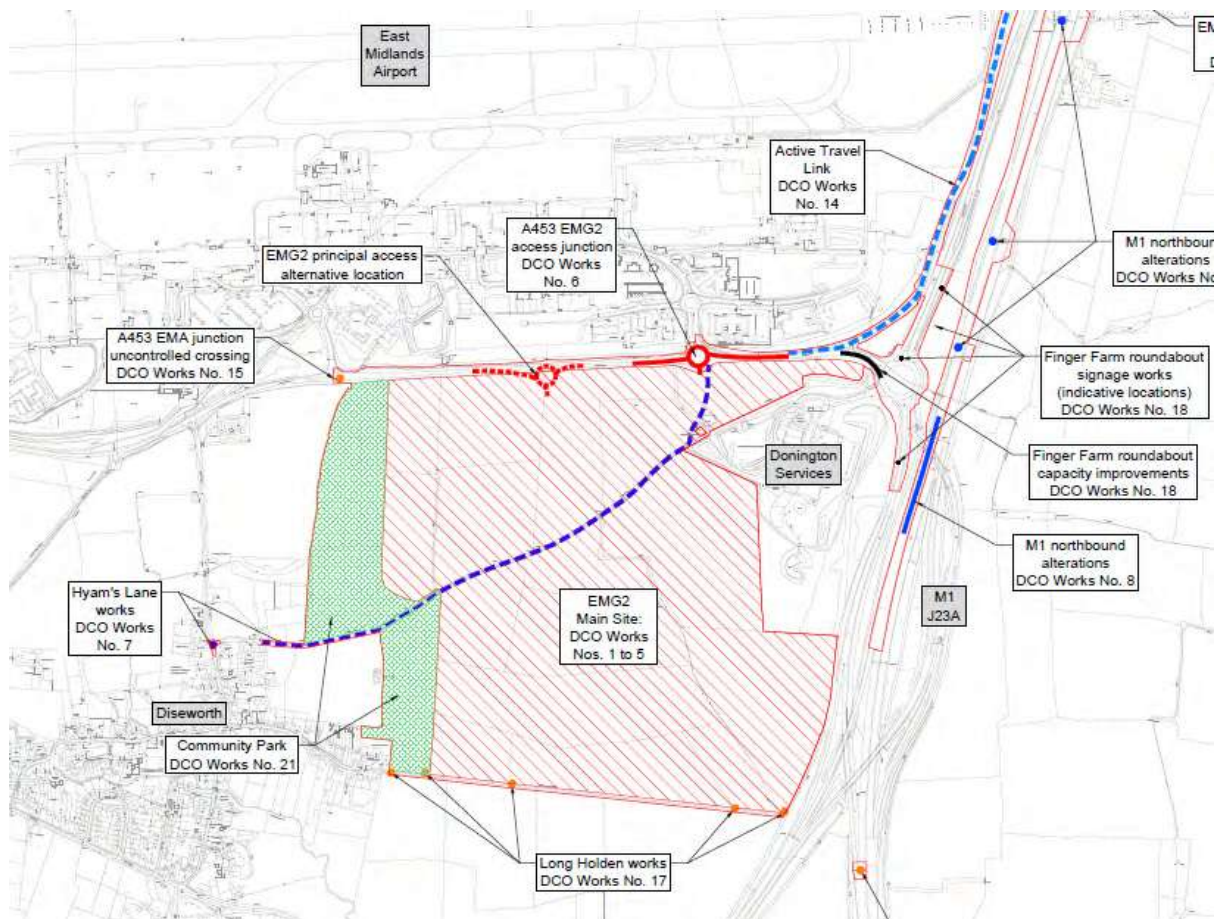 East
Midlands
Airport
EM
D
Active Travel
Link
DCO Works
No. 14
A453 EMG2
access junction
DCO Works
No. 6
EMG2 principal access
alternative location
M1 northboun
alterations
DCO Works No
A453 EMA junction
uncontrolled crossing
DCO Works No. 15
Finger Farm roundabout
signage works
(indicative locations)
DCO Works No. 18
Donington
Services
Finger Farm roundabout
capacity improvements
DCO Works No. 18
M1 northbound
alterations
DCO Works No. 8
Hyam's Lane
works
DCO Works
No. 7
EMG2
Main Site:
DCO Works
Nos. 1 to 5
M1
J23A
Diseworth
Community Park
DCO Works No. 21
Long Holden works
DCO Works No. 17